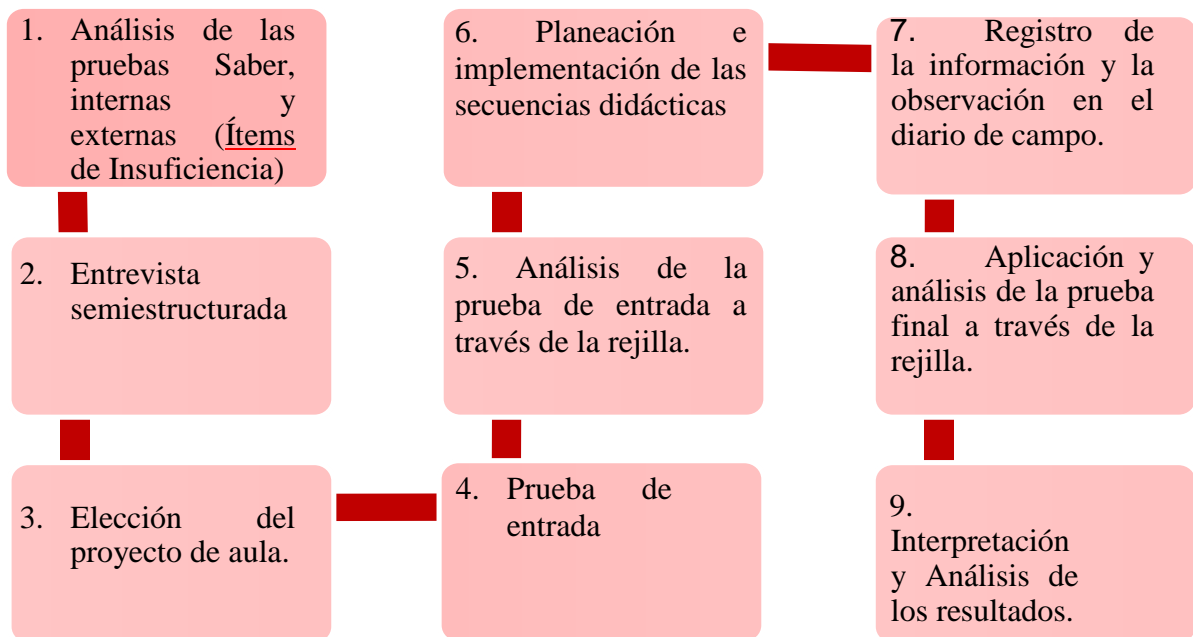 1. Análisis de las
pruebas Saber,
internas y
externas (Ítems
de Insuficiencia)
2. Entrevista
semiestructurada
3. Elección del
proyecto de aula.
4. Prueba de
entrada
5. Análisis de la
prueba de entrada a
través de la rejilla.
6. Planeación e
implementación de las
secuencias didácticas
7. Registro de
la información y la
observación en el
diario de campo.
8. Aplicación y
análisis de la prueba
final a través de la
rejilla.
9.
Interpretación
y Análisis de
los resultados.